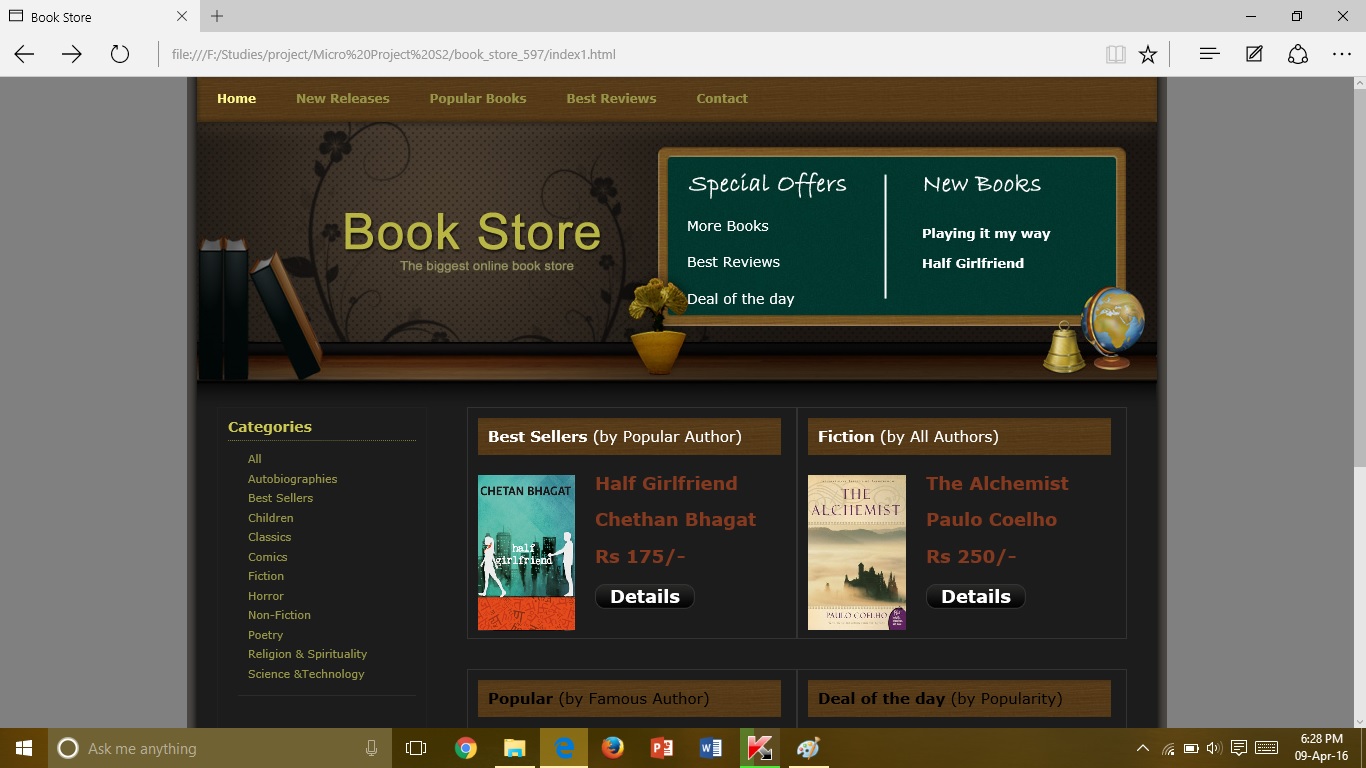 Book Store
file:///F:/Studies/project/Micro%20Project%20S2/book_store_597/index1.html
Home New Releases Popular Books Best Reviews Contact
Book Store
The biggest online book store
Special Offers
More Books
Best Reviews
Deal of the day
New Books
Playing it my way
Half Girlfriend
Categories
All
Autobiographies
Best Sellers
Children
Classics
Comics
Fiction
Horror
Non-Fiction
Poetry
Religion & Spirituality
Science &Technology
Best Sellers (by Popular Author)
CHETAN BHAGAT
half
girlfriend
Half Girlfriend
Chethan Bhagat
Rs 175/-
Details
Fiction (by All Authors)
THE
ALCHEMIST
PAULO COELHO
The Alchemist
Paulo Coelho
Rs 250/-
Details
Popular (by Famous Author)
Deal of the day (by Popularity)
Ask me anything
6:28 PM
09-Apr-16